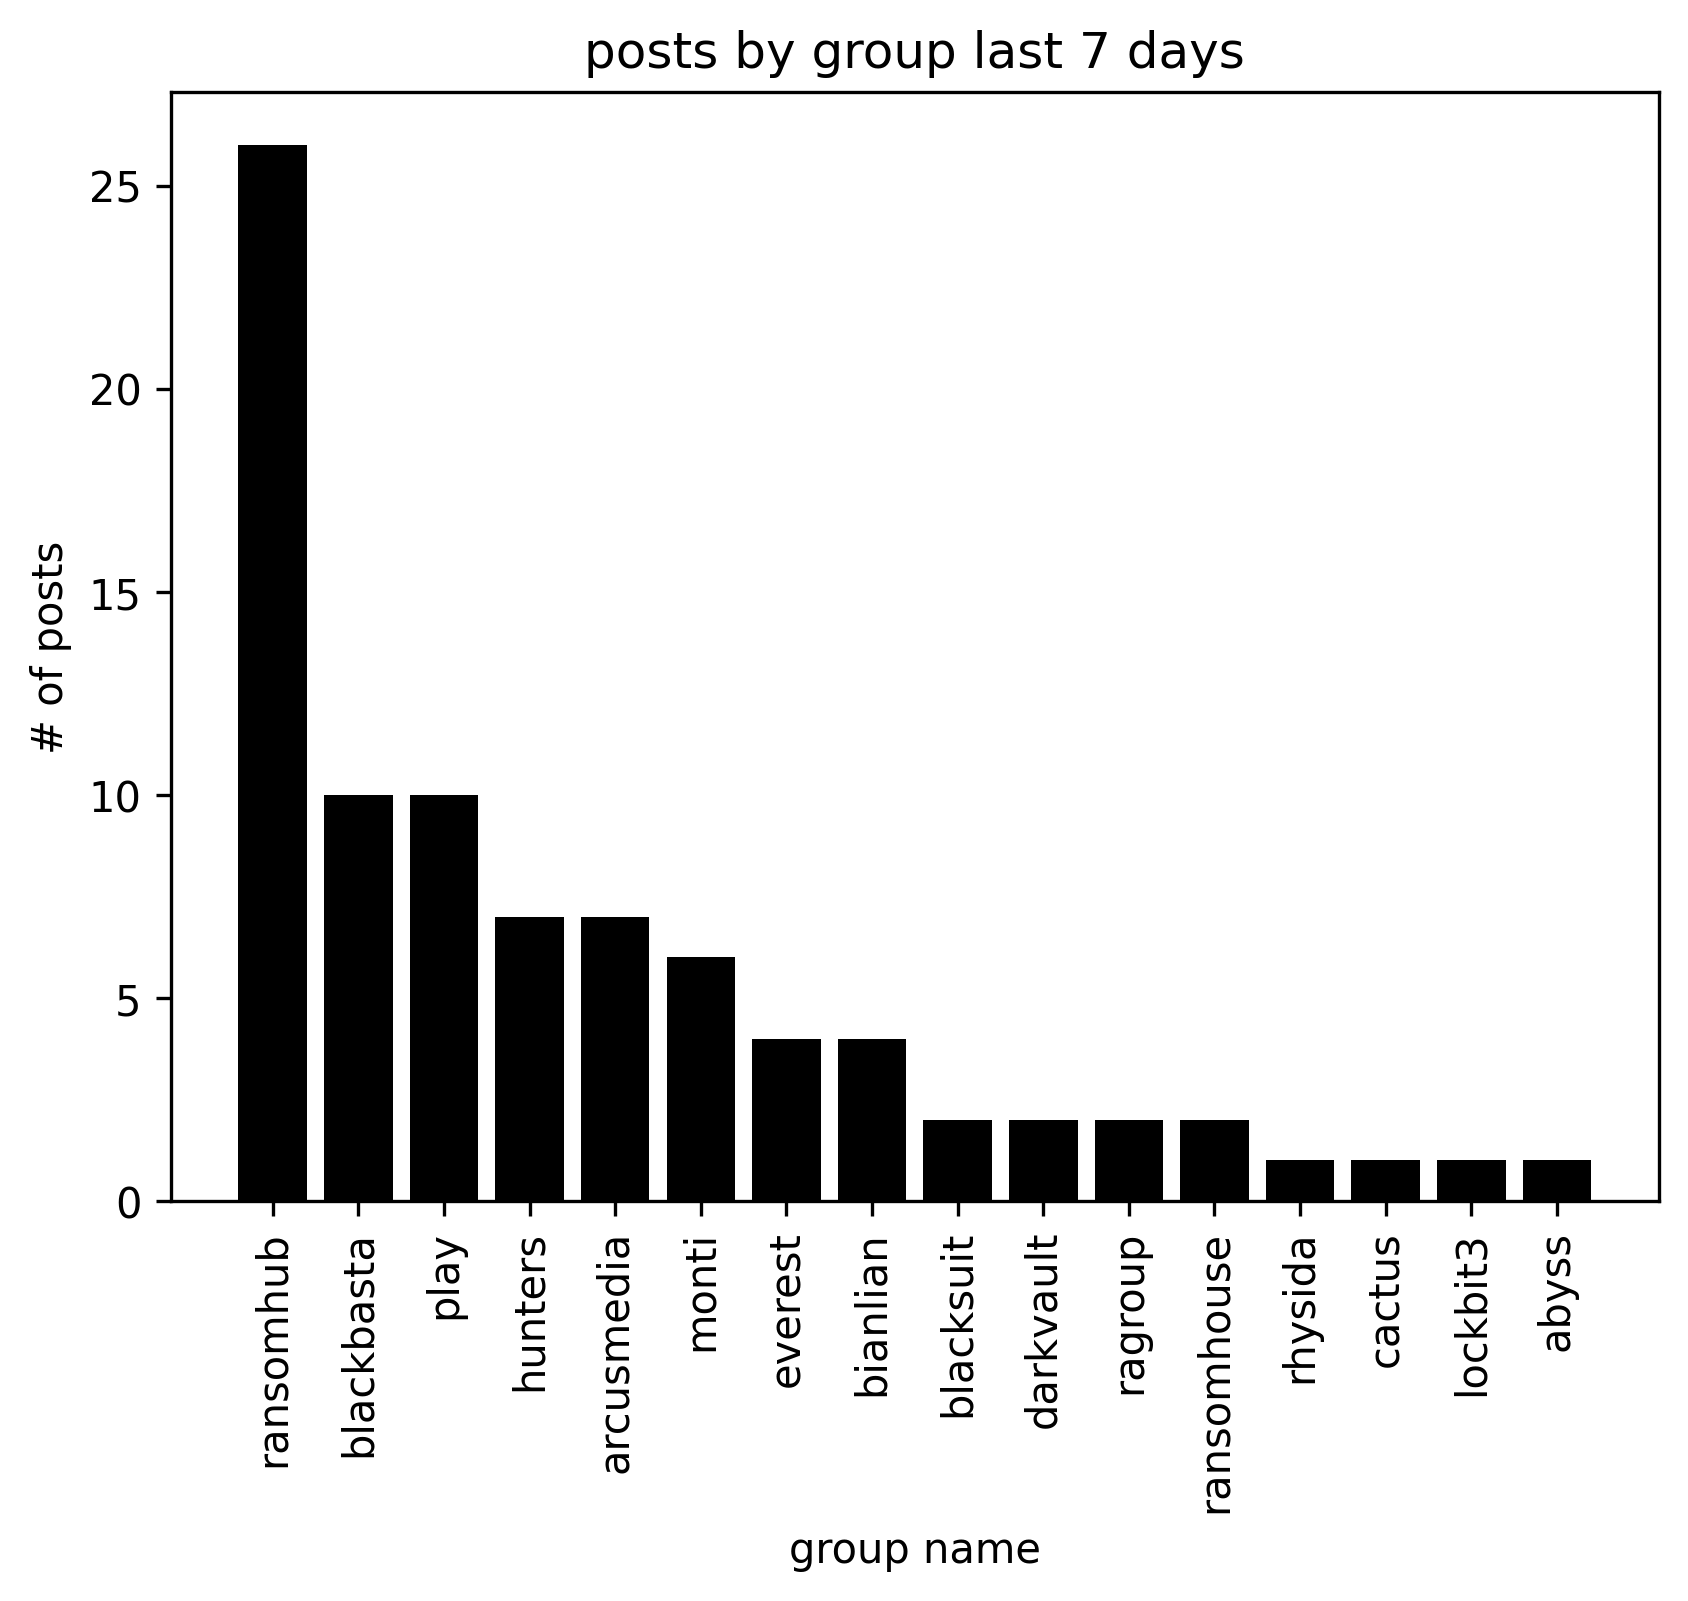 posts by group last 7 days
# of posts
25
20
15
10
5
0
ransomhub
blackbasta
play
hunters
arcusmedia
monti
everest
bianlian
blacksuit
darkvault
ragroup
ransomhouse
rhysida
cactus
lockbit3
abyss
group name